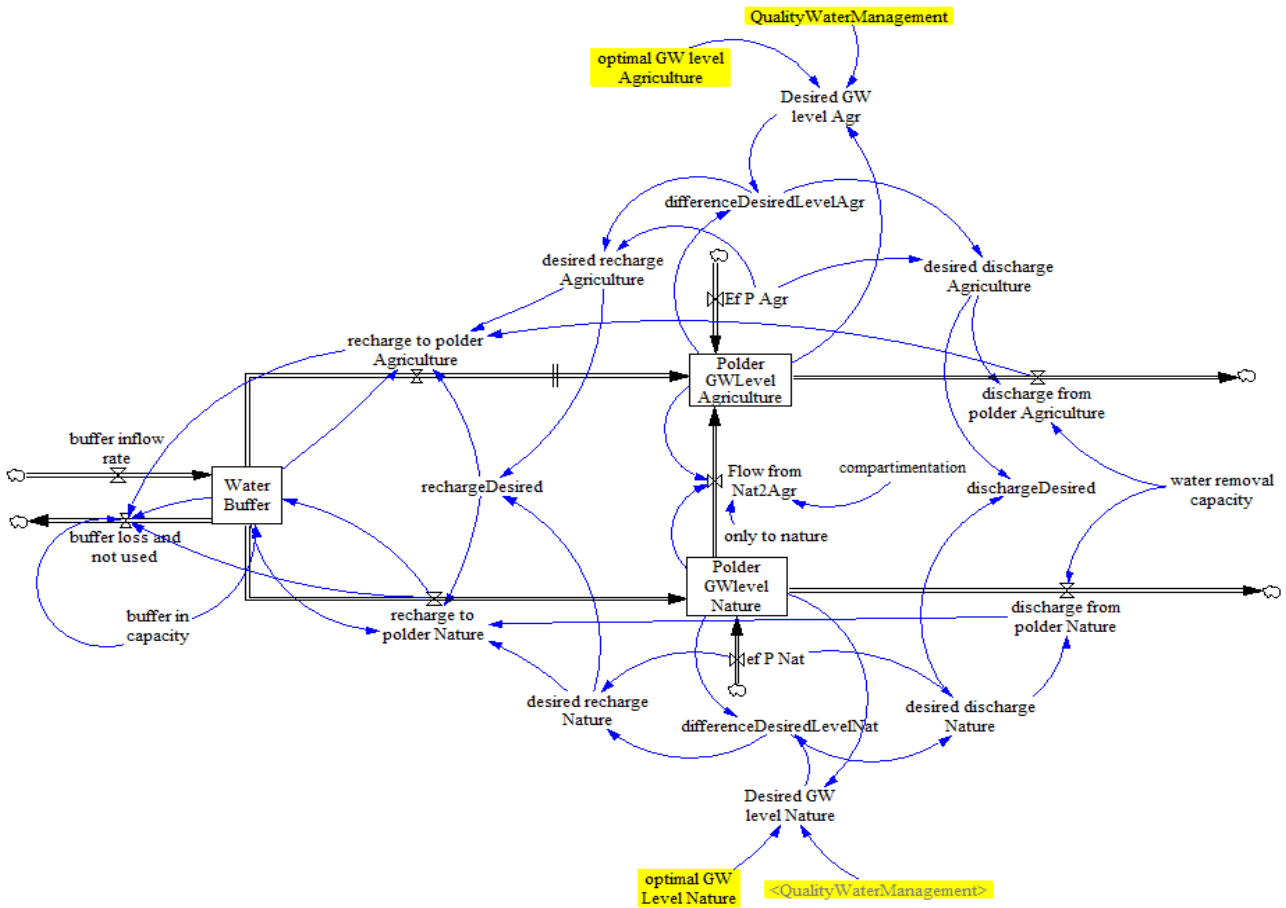 QualityWaterManagement
optimal GW level
Agriculture
Desired GW
level Agr
differenceDesiredLevelAgr
desired recharge
Agriculture
desired discharge
Agriculture
Ef P Agr
recharge to polder
Agriculture
Polder
GWLevel
Agriculture
discharge from
polder Agriculture
buffer inflow
rate
Water
Buffer
rechargeDesired
Flow from
Nat2Agr
compartimentation
dischargeDesired
water removal
capacity
buffer loss and
not used
only to nature
Polder
GWlevel
Nature
buffer in
capacity
recharge to
polder Nature
discharge from
polder Nature
ef P Nat
desired recharge
Nature
differenceDesiredLevelNat
desired discharge
Nature
Desired GW
level Nature
optimal GW
Level Nature
<QualityWaterManagement>